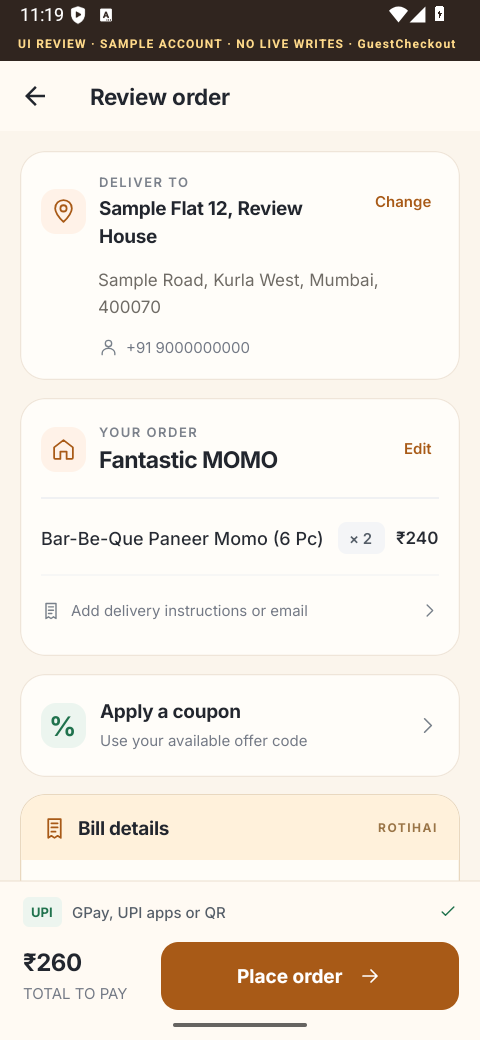 11:19
UI REVIEW · SAMPLE ACCOUNT · NO LIVE WRITES · GuestCheckout
Review order
DELIVER TO
Sample Flat 12, Review
House
Change
Sample Road, Kurla West, Mumbai,
400070
+91 9000000000
YOUR ORDER
Fantastic MOMO
Edit
Bar-Be-Que Paneer Momo (6 Pc) × 2 ₹240
Add delivery instructions or email
%
Apply a coupon
Use your available offer code
Bill details
ROTIHAI
UPI GPay, UPI apps or QR
₹260
TOTAL TO PAY
Place order →